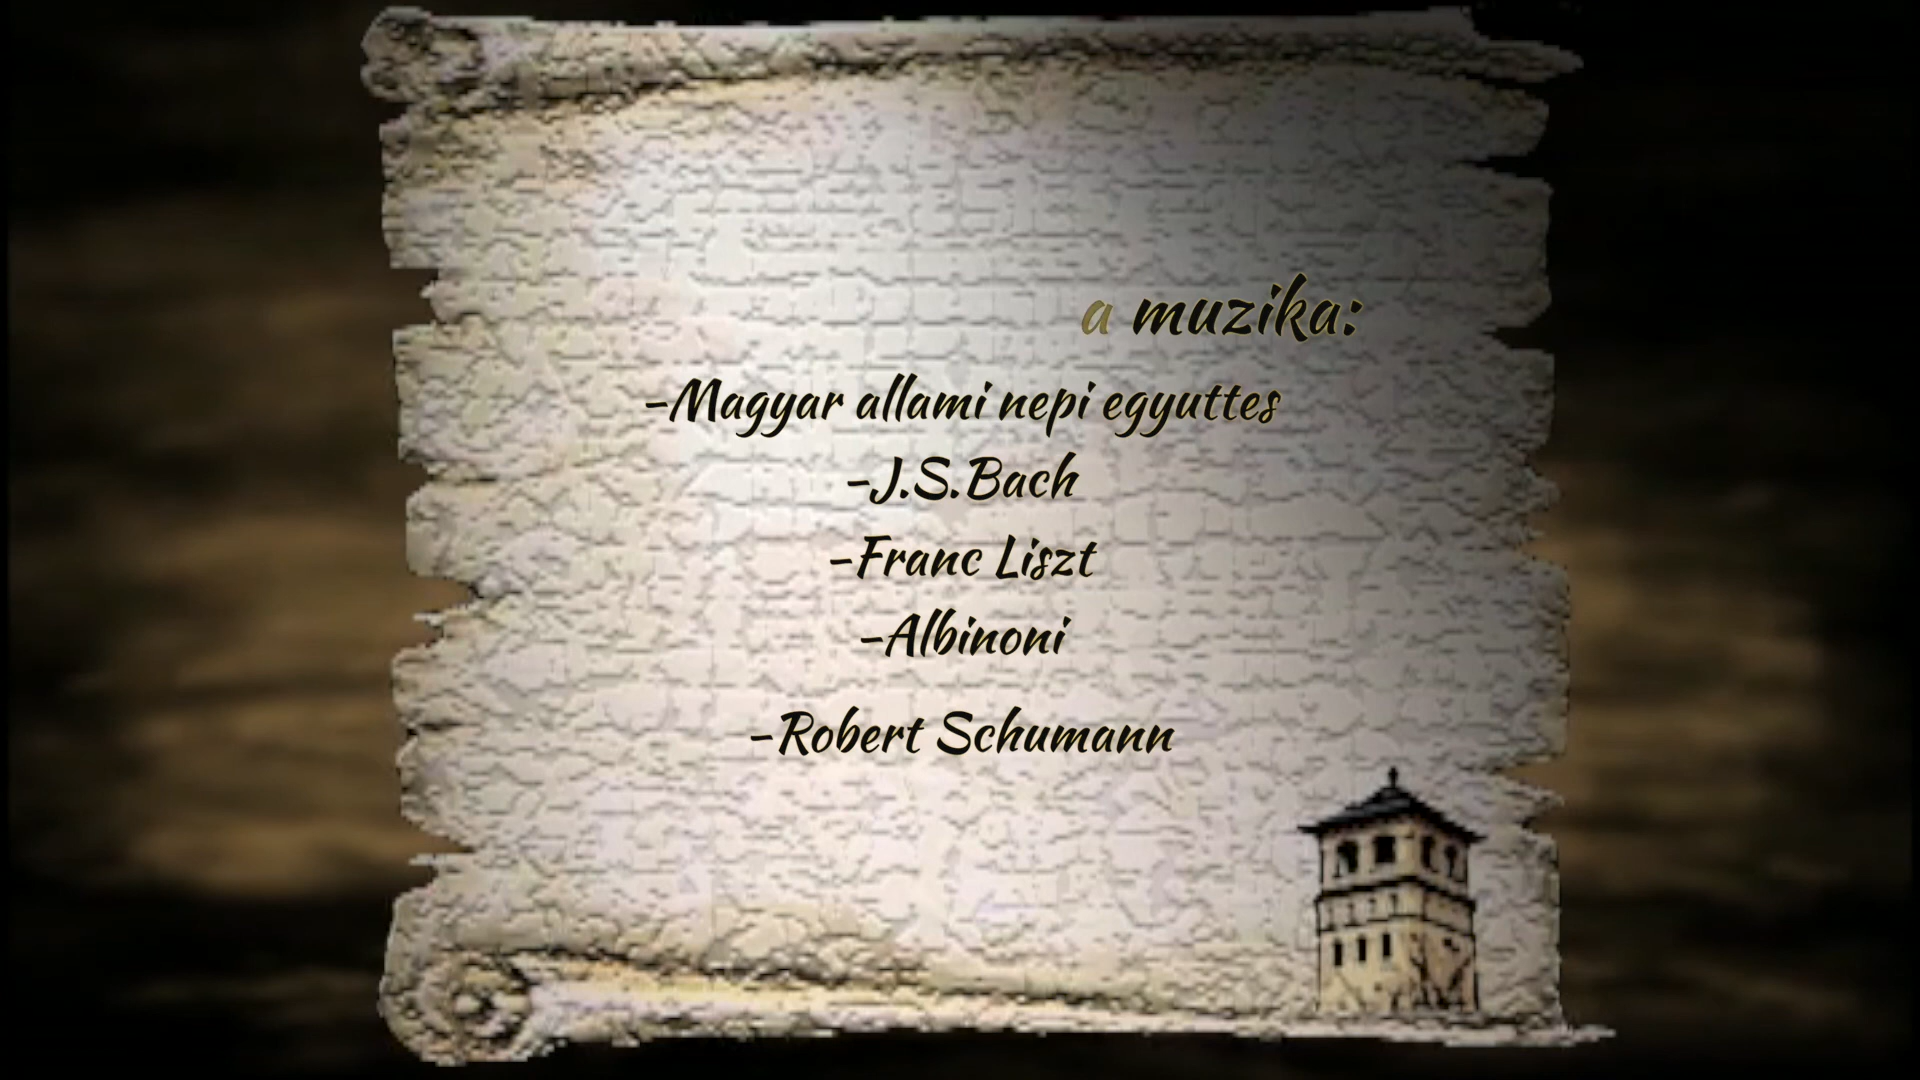 a muzika:
-Magyar allami nepi egyuttes
-J.S.Bach
-Franc Liszt
-Albinoni
-Robert Schumann